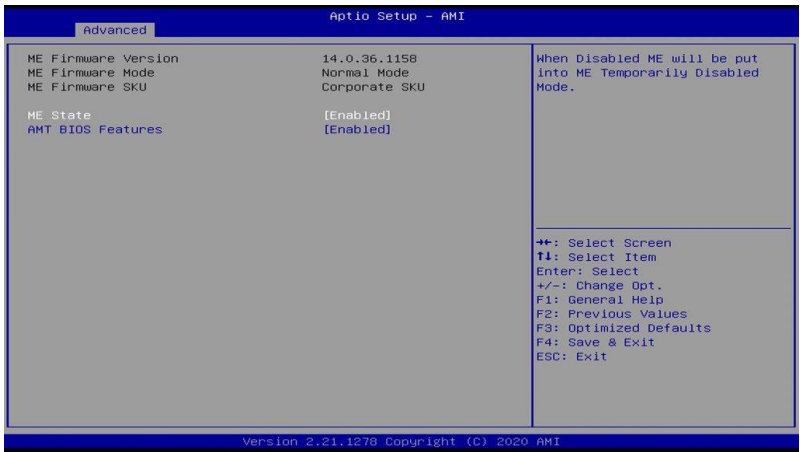 Aptio Setup - AMI
Advanced
ME Firmware Version 14.0.36.1158
ME Firmware Mode Normal Mode
ME Firmware SKU Corporate SKU
ME State [Enabled]
AMT BIOS Features [Enabled]
When Disabled ME will be put
into ME Temporarily Disabled
Mode.
→←: Select Screen
↑↓: Select Item
Enter: Select
+/-: Change Opt.
F1: General Help
F2: Previous Values
F3: Optimized Defaults
F4: Save & Exit
ESC: Exit
Version 2.21.1278 Copyright (C) 2020 AMI